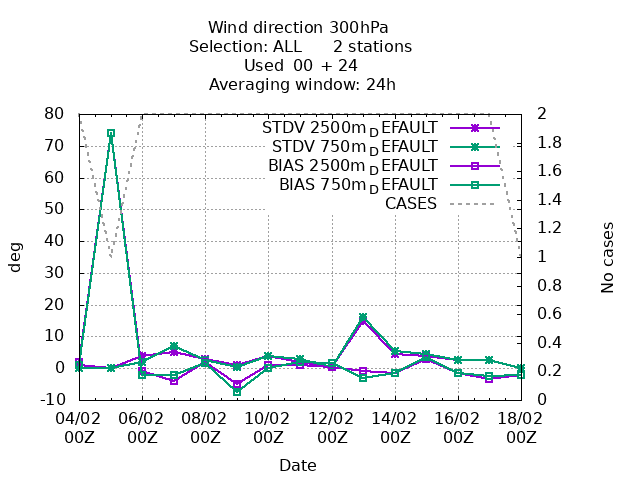 Wind direction 300hPa
Selection: ALL 2 stations
Used 00 + 24
Averaging window: 24h
STDV 2500m_DEFAULT
STDV 750m_DEFAULT
BIAS 2500m_DEFAULT
BIAS 750m_DEFAULT
CASES
deg
80
70
60
50
40
30
20
10
0
-10
2
1.8
1.6
1.4
1.2
1
0.8
0.6
0.4
0.2
0
No cases
04/02 06/02 08/02 10/02 12/02 14/02 16/02 18/02
00Z 00Z 00Z 00Z 00Z 00Z 00Z 00Z
Date